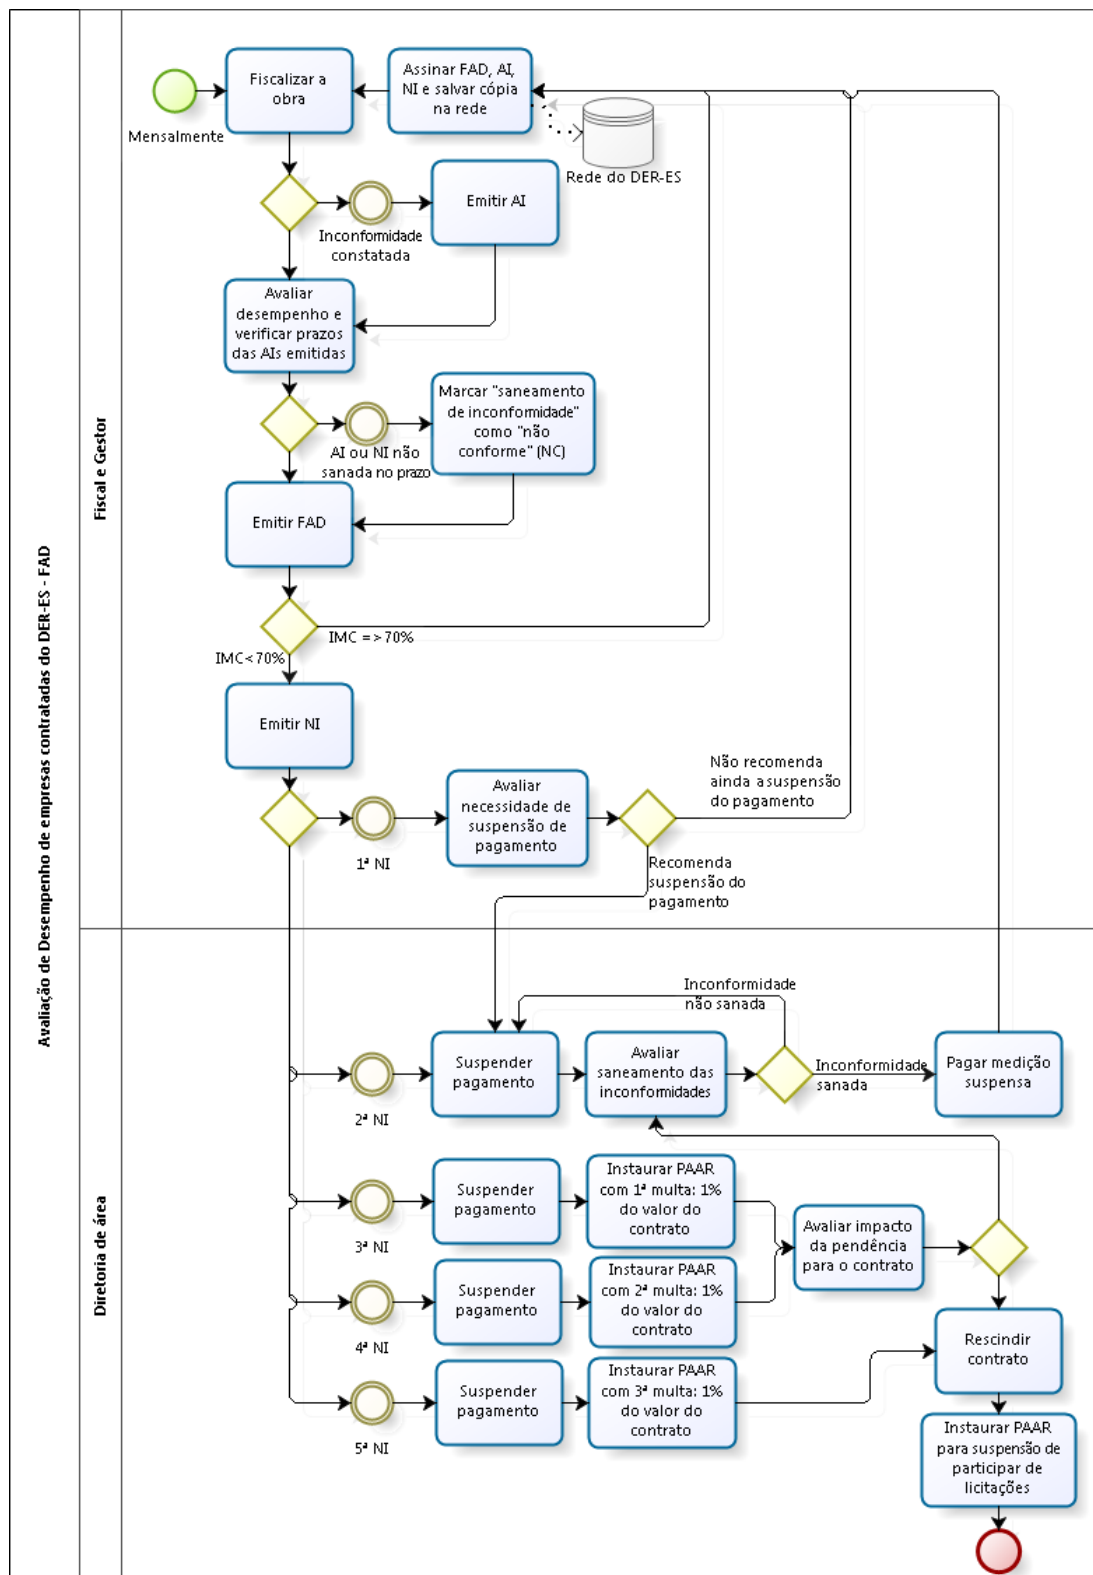 Avaliação de Desempenho de empresas contratadas do DER-ES - FAD
Fiscal e Gestor
Mensalmente
Fiscalizar a
obra
Assinar FAD, AI,
NI e salvar cópia
na rede
Rede do DER-ES
Inconformidade
constatada
Emitir AI
Avaliar
desempenho e
verificar prazos
das AIs emitidas
AI ou NI não
sanada no prazo
Marcar "saneamento
de inconformidade"
como "não
conforme" (NC)
Emitir FAD
IMC =>70%
IMC<70%
Emitir NI
1ª NI
Avaliar
necessidade de
suspensão de
pagamento
Não recomenda
ainda a suspensão
do pagamento
Recomenda
suspensão do
pagamento
Diretoria de área
2ª NI
Suspender
pagamento
Avaliar
saneamento das
inconformidades
Inconformidade
não sanada
Inconformidade
sanada
Pagar medição
suspensa
3ª NI
Suspender
pagamento
Instaurar PAAR
com 1ª multa: 1%
do valor do
contrato
Avaliar impacto
da pendência
para o contrato
4ª NI
Suspender
pagamento
Instaurar PAAR
com 2ª multa: 1%
do valor do
contrato
Rescindir
contrato
5ª NI
Suspender
pagamento
Instaurar PAAR
com 3ª multa: 1%
do valor do
contrato
Instaurar PAAR
para suspensão de
participar de
licitações